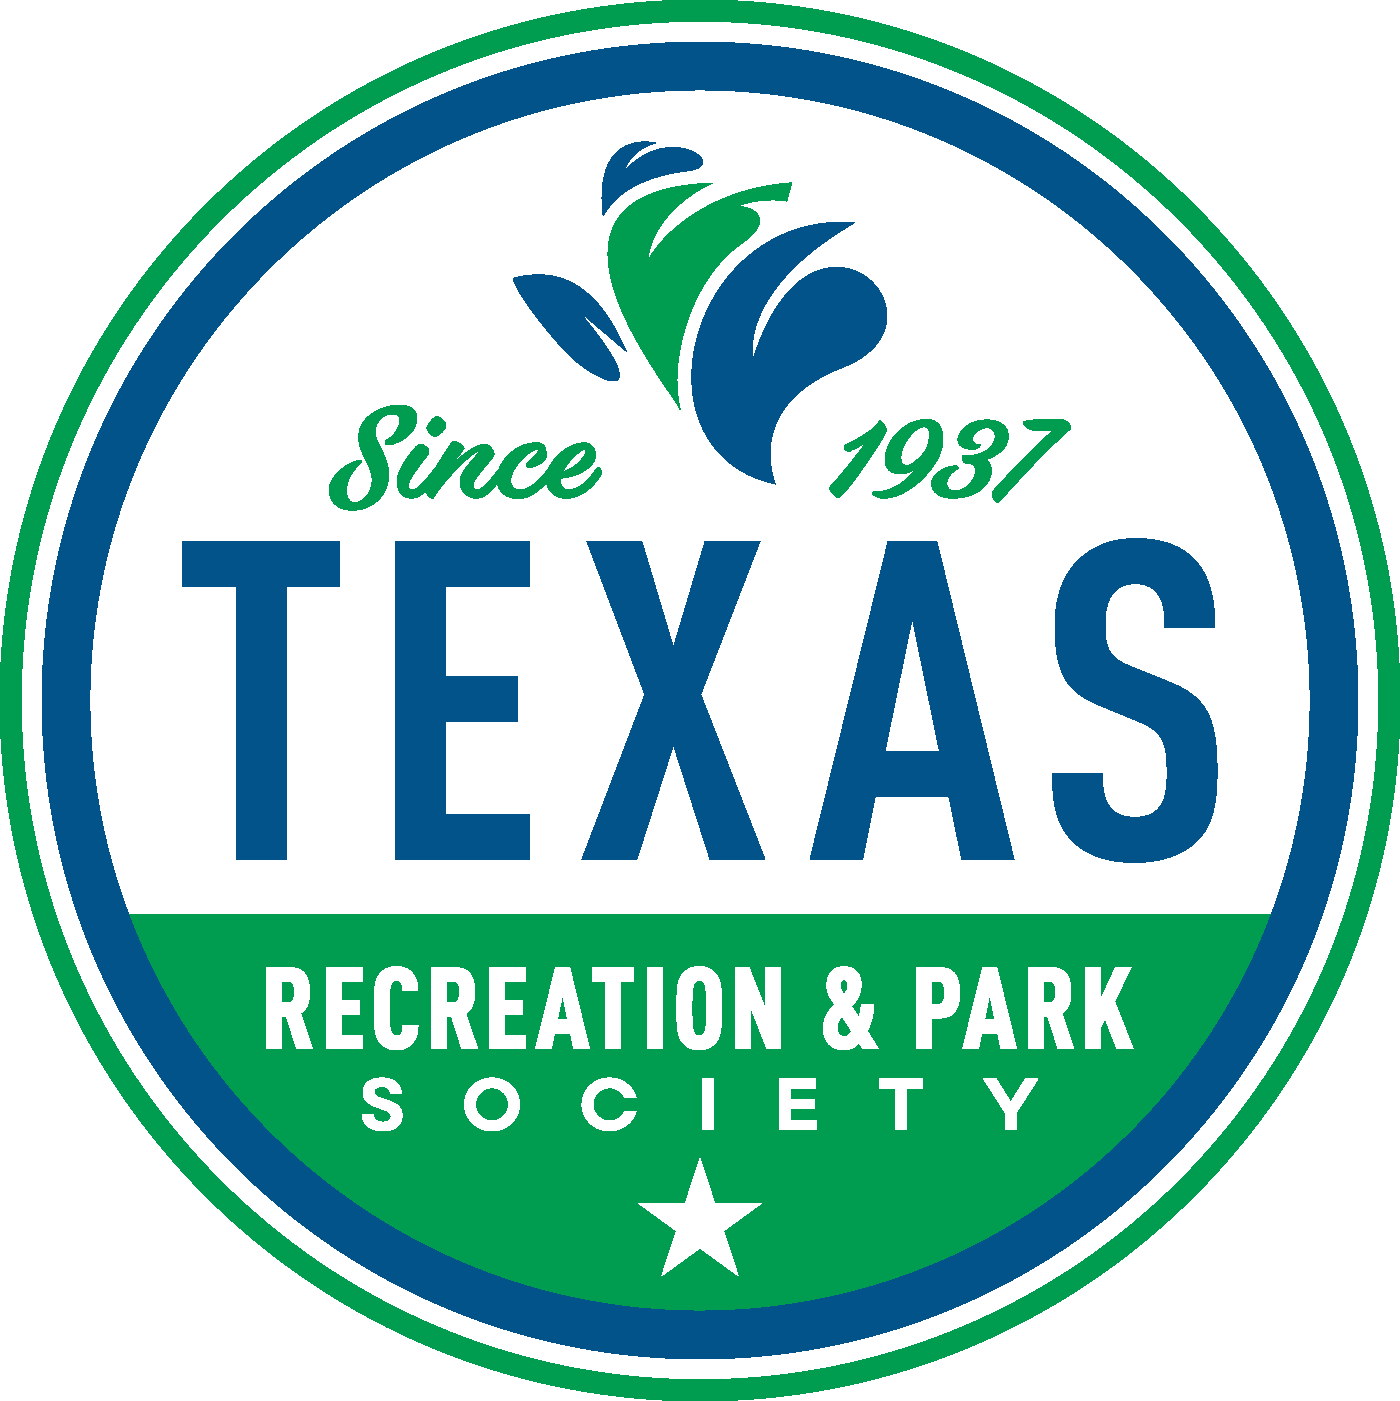 Since 1937
TEXAS
RECREATION & PARK
SOCIETY